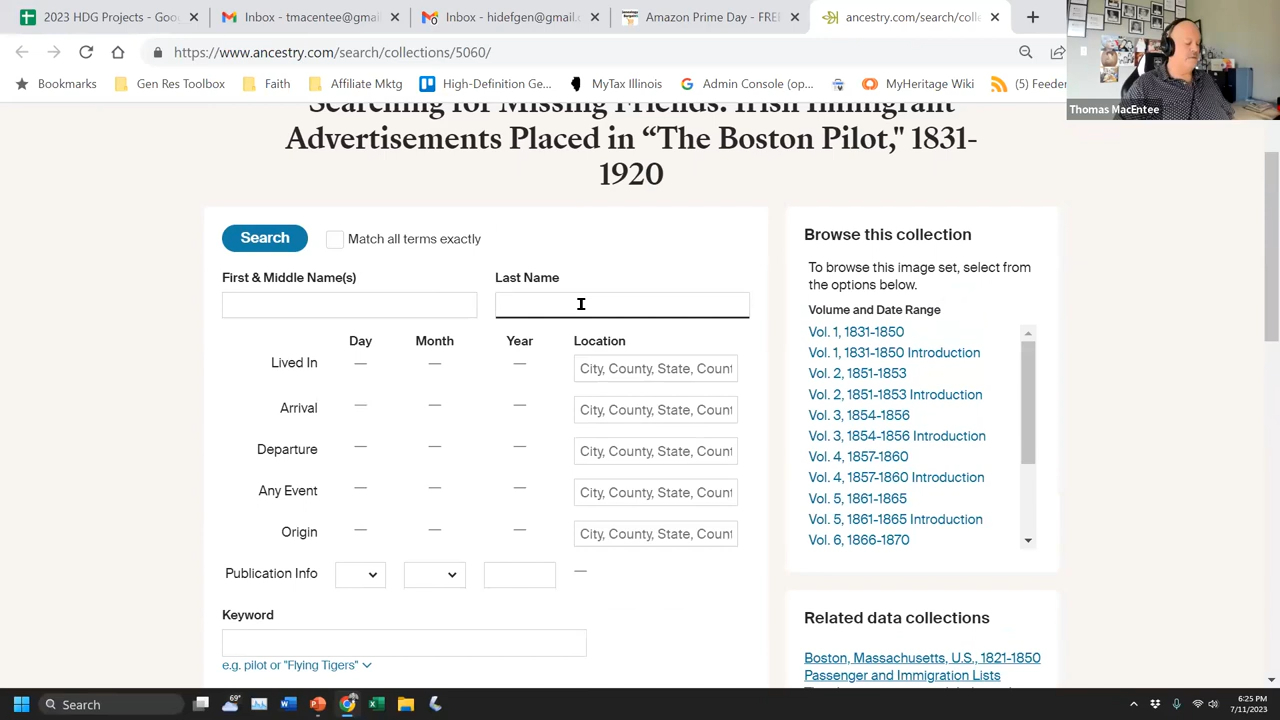 2023 HDG Projects - Goo
Inbox - tmacentee@gmail
Inbox - hidefgen@gmail.c
Amazon Prime Day - FREE
ancestry.com/search/colle
https://www.ancestry.com/search/collections/5060/
Bookmarks
Gen Res Toolbox
Faith
Affiliate Mktg
High-Definition Ge...
MyTax Illinois
Admin Console (op...
MyHeritage Wiki
(5) Feeder
Thomas MacEntee
Searching for Missing Friends: Irish Immigrant
Advertisements Placed in “The Boston Pilot," 1831-
1920
Search
Match all terms exactly
First & Middle Name(s)
Last Name
Day
Month
Year
Location
Lived In
City, County, State, Count
Arrival
City, County, State, Count
Departure
City, County, State, Count
Any Event
City, County, State, Count
Origin
City, County, State, Count
Publication Info
Keyword
e.g. pilot or "Flying Tigers"
Browse this collection
To browse this image set, select from
the options below.
Volume and Date Range
Vol. 1, 1831-1850
Vol. 1, 1831-1850 Introduction
Vol. 2, 1851-1853
Vol. 2, 1851-1853 Introduction
Vol. 3, 1854-1856
Vol. 3, 1854-1856 Introduction
Vol. 4, 1857-1860
Vol. 4, 1857-1860 Introduction
Vol. 5, 1861-1865
Vol. 5, 1861-1865 Introduction
Vol. 6, 1866-1870
Related data collections
Boston, Massachusetts, U.S., 1821-1850
Passenger and Immigration Lists
Search
69°
6:25 PM
7/11/2023